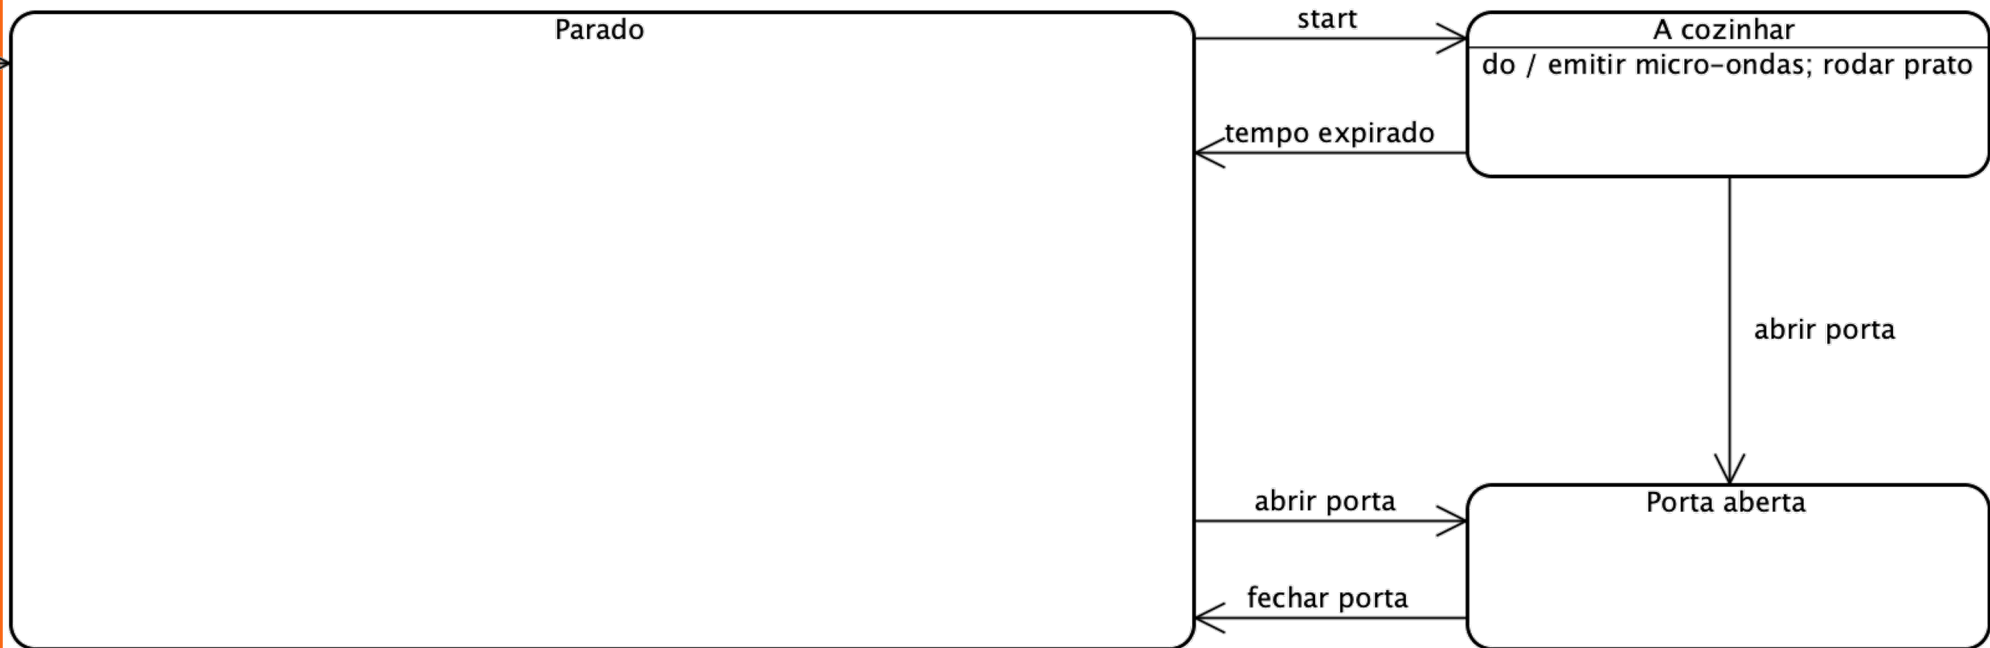 Parado
start
A cozinhar
do / emitir micro-ondas; rodar prato
tempo expirado
abrir porta
abrir porta
Porta aberta
fechar porta